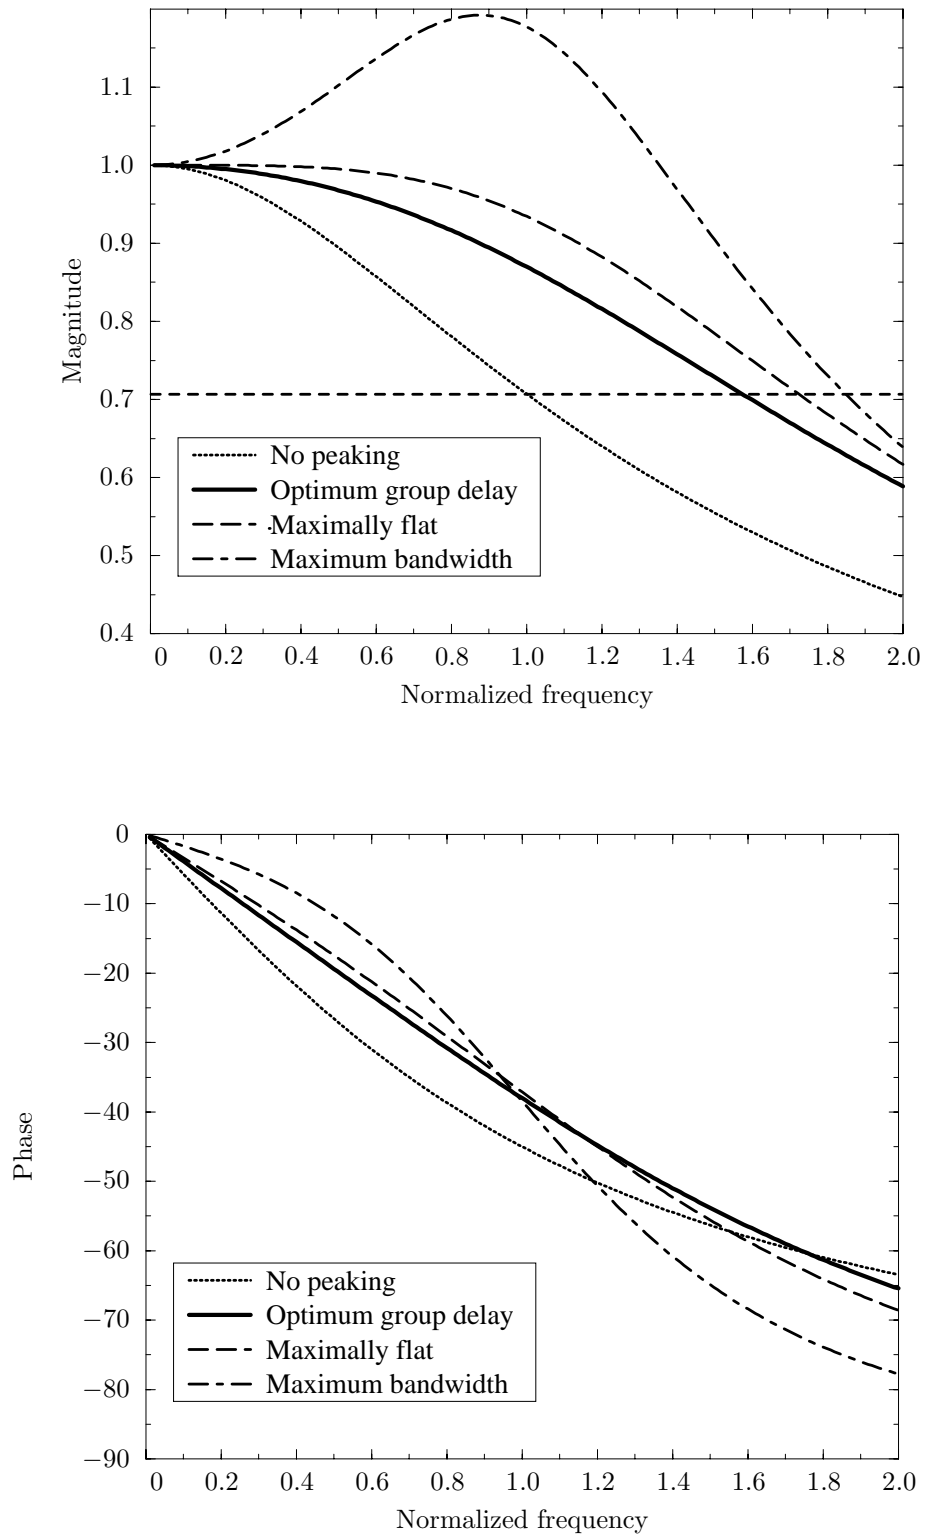 1.1
1.0
0.9
0.8
0.7
0.6
0.5
0.4
Magnitude
No peaking
Optimum group delay
Maximally flat
Maximum bandwidth
0 0.2 0.4 0.6 0.8 1.0 1.2 1.4 1.6 1.8 2.0
Normalized frequency
0
−10
−20
−30
−40
−50
−60
−70
−80
−90
Phase
No peaking
Optimum group delay
Maximally flat
Maximum bandwidth
0 0.2 0.4 0.6 0.8 1.0 1.2 1.4 1.6 1.8 2.0
Normalized frequency